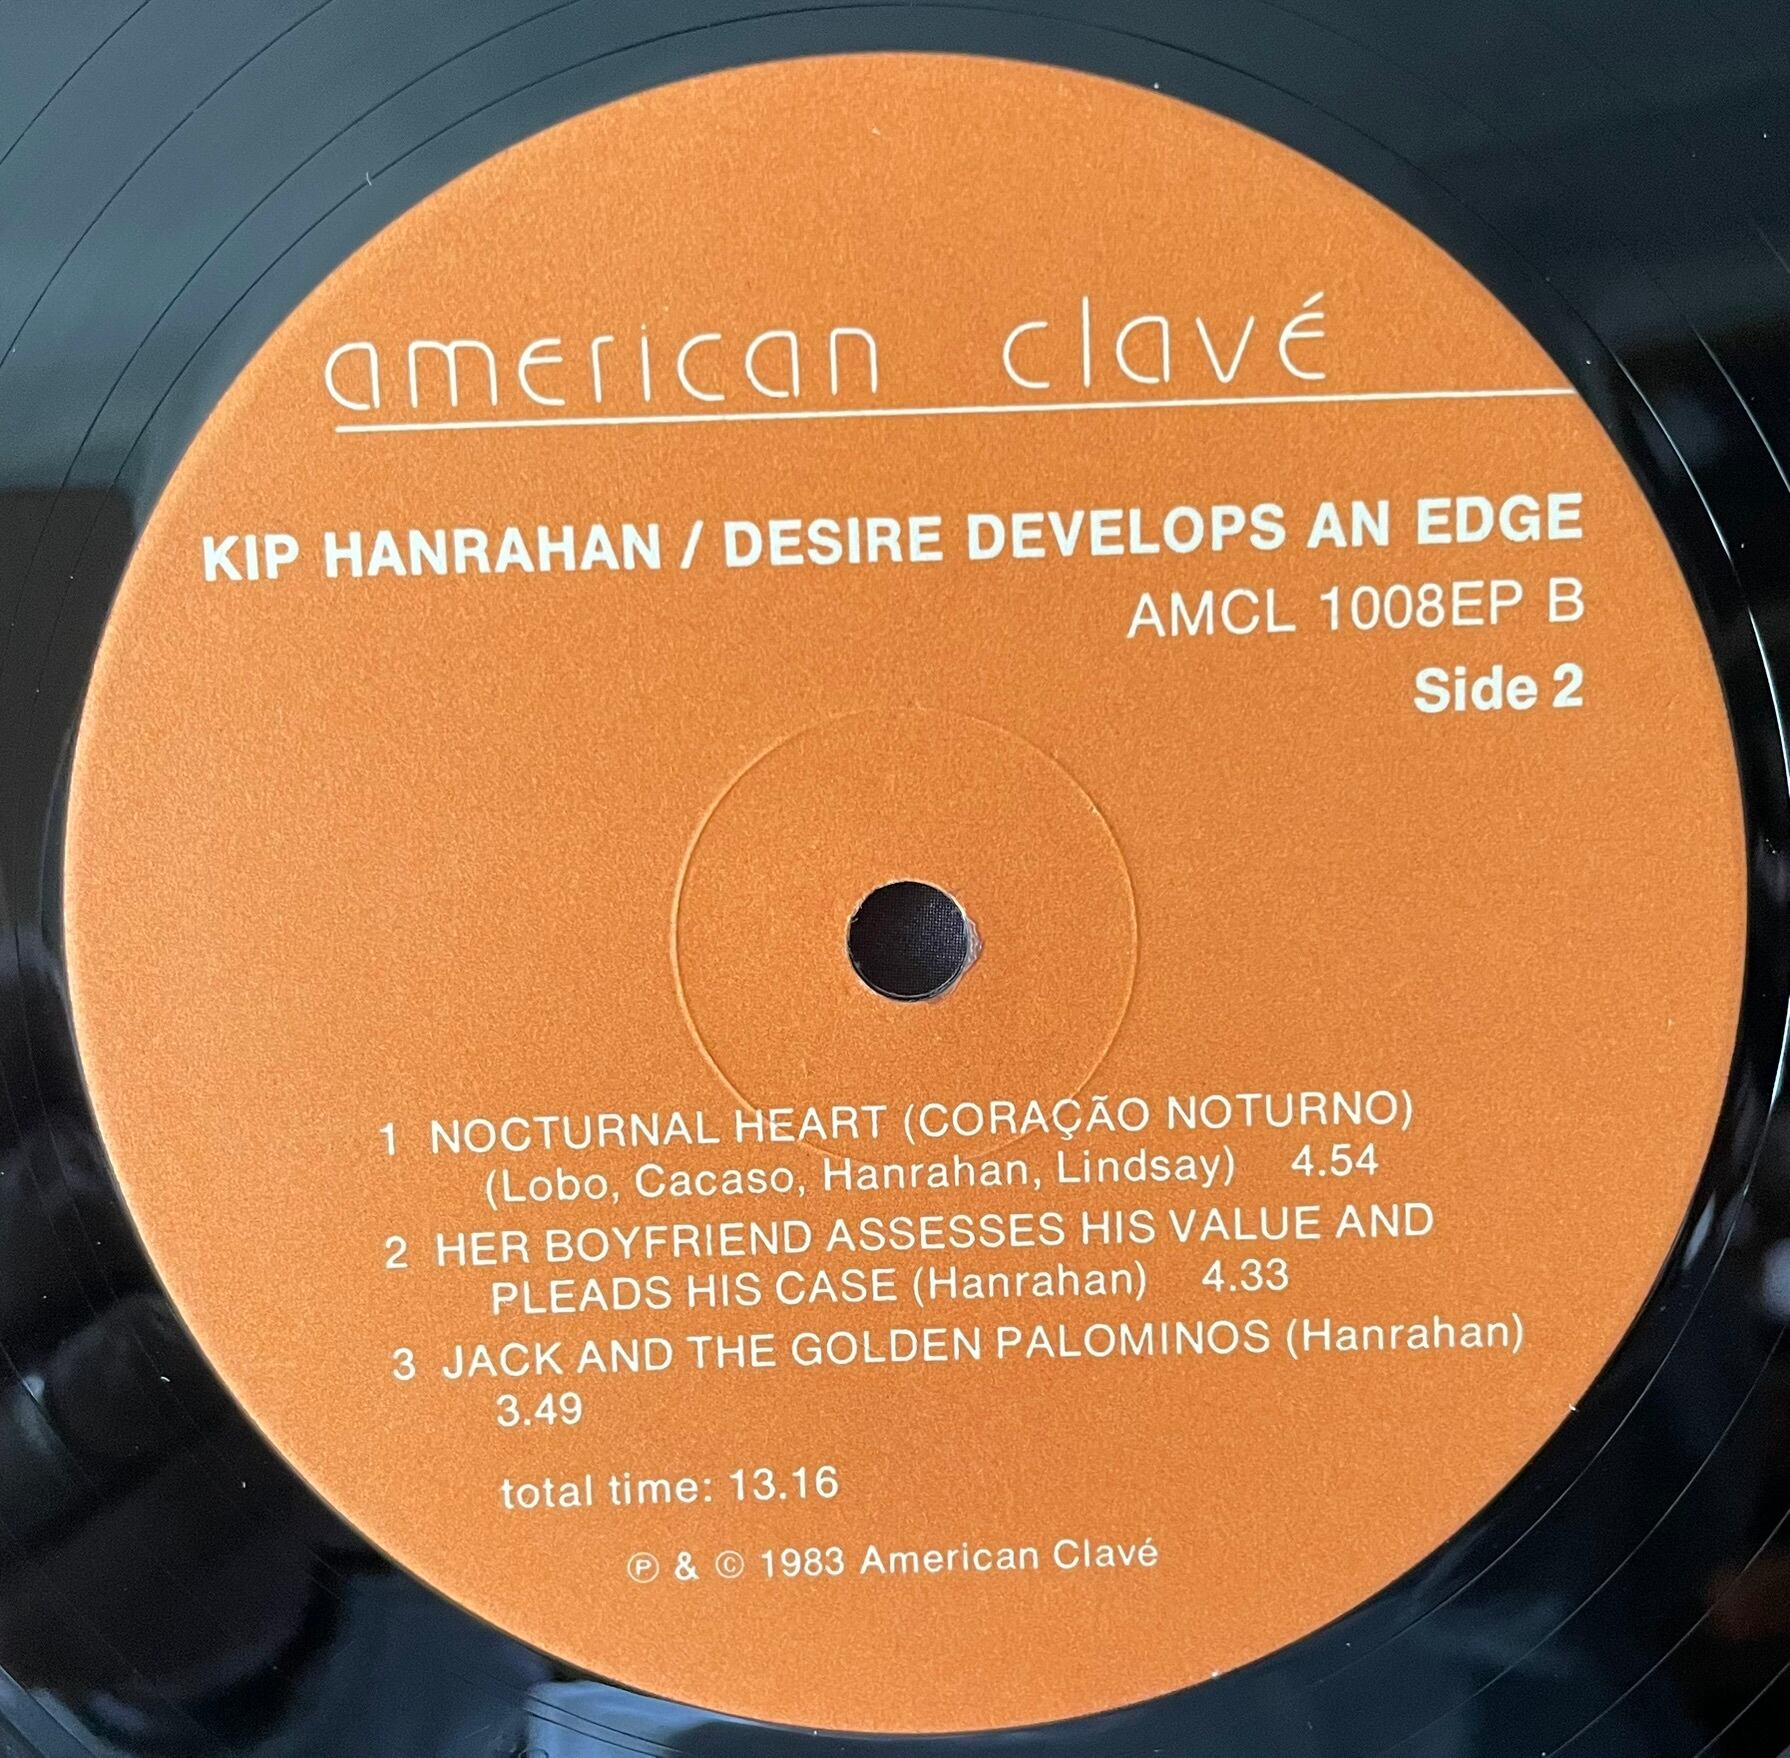 american clavé
KIP HANRAHAN / DESIRE DEVELOPS AN EDGE
AMCL 1008EP B
Side 2
1 NOCTURNAL HEART (CORAÇÃO NOTURNO)
(Lobo, Cacaso, Hanrahan, Lindsay) 4.54
2 HER BOYFRIEND ASSESSES HIS VALUE AND
PLEADS HIS CASE (Hanrahan) 4.33
3 JACK AND THE GOLDEN PALOMINOS (Hanrahan)
3.49
total time: 13.16
℗ & © 1983 American Clavé